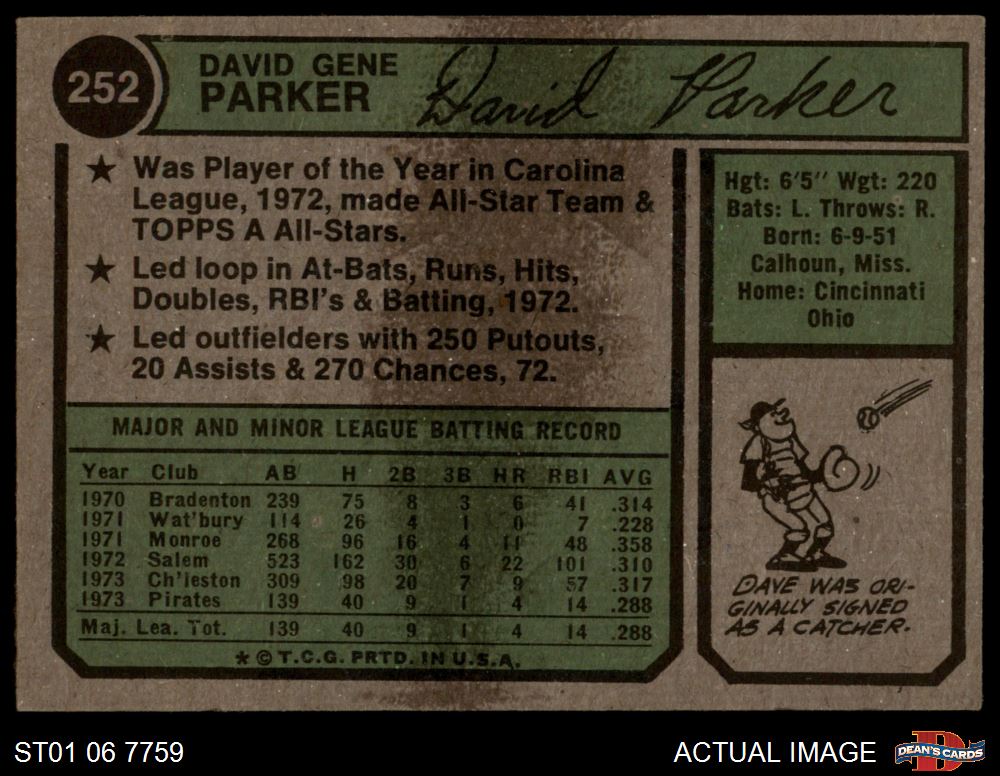 252
DAVID GENE
PARKER
David Parker
★ Was Player of the Year in Carolina
League, 1972, made All-Star Team &
TOPPS A All-Stars.
★ Led loop in At-Bats, Runs, Hits,
Doubles, RBI's & Batting, 1972.
★ Led outfielders with 250 Putouts,
20 Assists & 270 Chances, 72.
Hgt: 6'5" Wgt: 220
Bats: L. Throws: R.
Born: 6-9-51
Calhoun, Miss.
Home: Cincinnati
Ohio
MAJOR AND MINOR LEAGUE BATTING RECORD
Year Club AB H 2B 3B HR RBI AVG
1970 Bradenton 239 75 8 3 6 41 .314
1971 Wat'bury 114 26 4 1 0 7 .228
1971 Monroe 268 96 16 4 11 48 .358
1972 Salem 523 162 30 6 22 101 .310
1973 Ch'leston 309 98 20 7 9 57 .317
1973 Pirates 139 40 9 1 4 14 .288
Maj. Lea. Tot. 139 40 9 1 4 14 .288
★ © T.C.G. PRTD. IN U.S.A.
DAVE WAS ORI-
GINALLY SIGNED
AS A CATCHER.
ST01 06 7759
ACTUAL IMAGE
D
DEAN'S CARDS